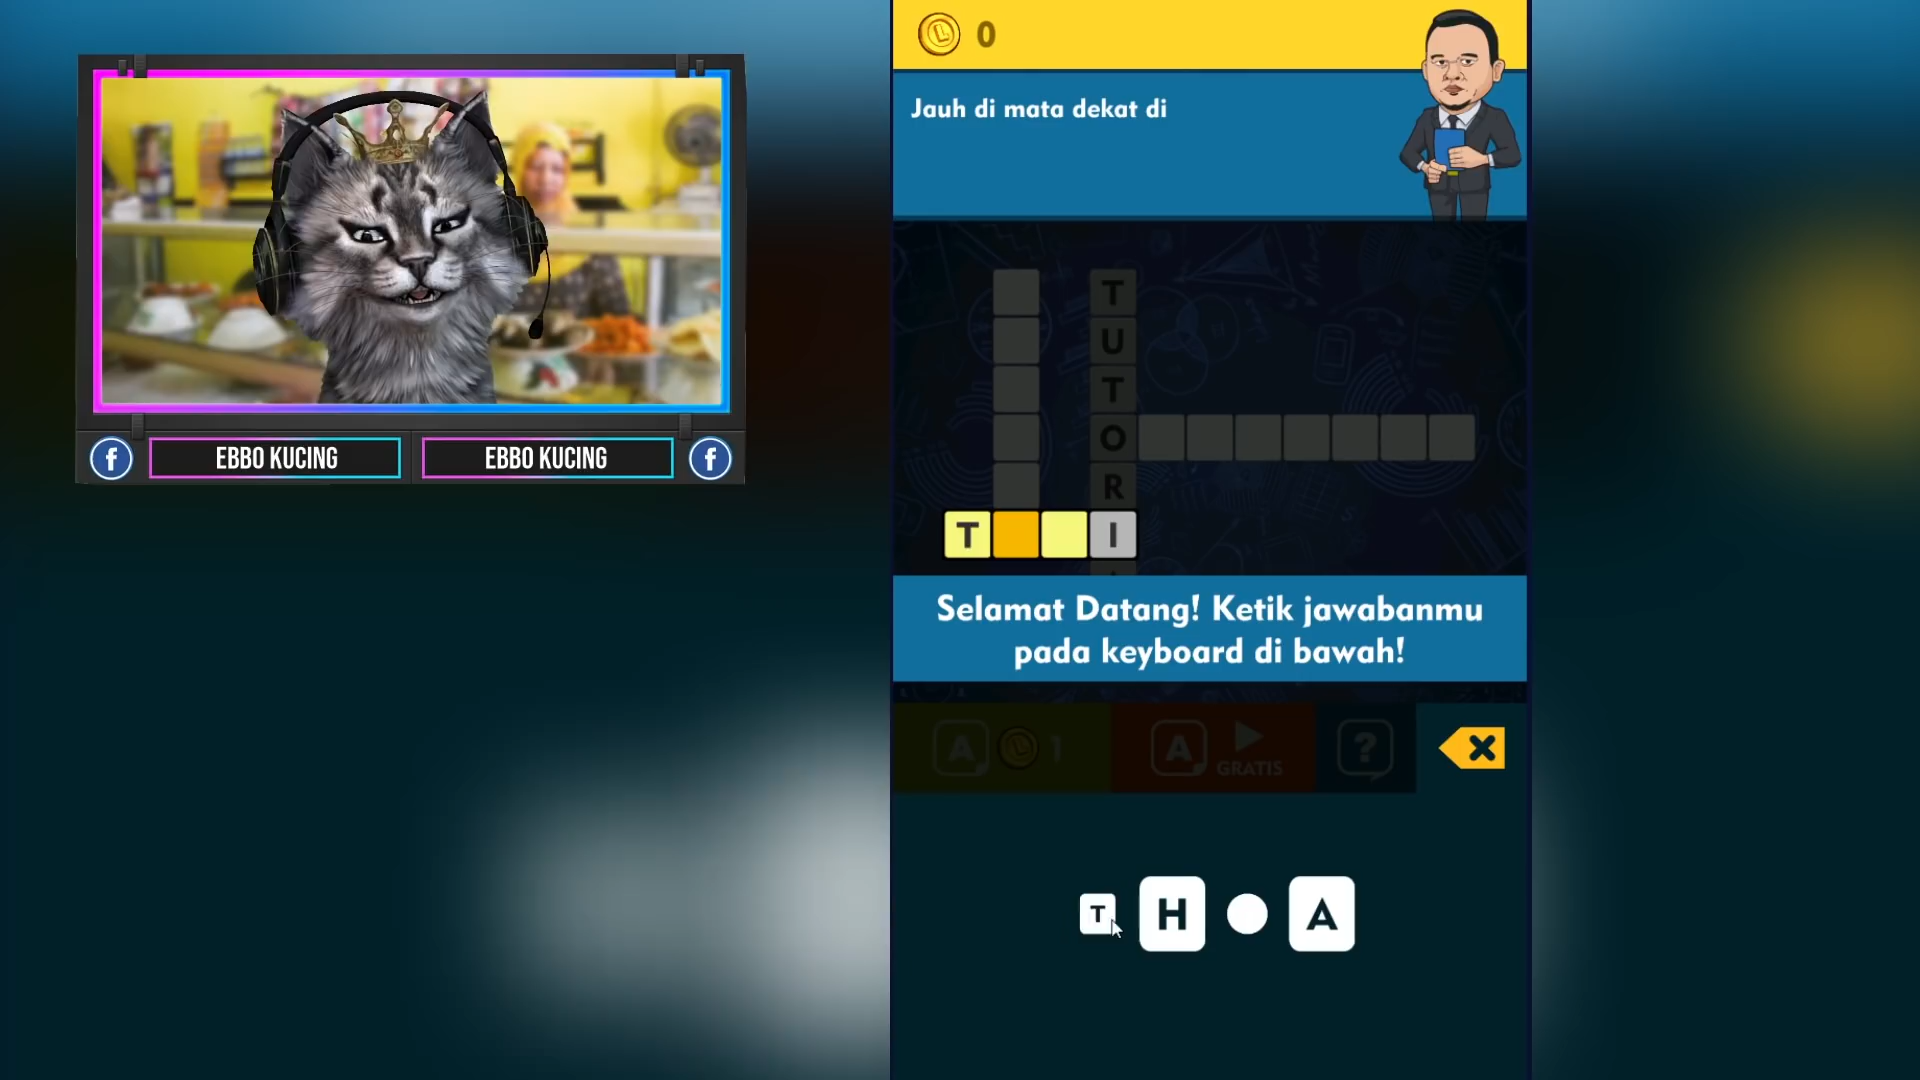 0
Jauh di mata dekat di
T
U
T
O
R
T I
Selamat Datang! Ketik jawabanmu
pada keyboard di bawah!
A 1 A GRATIS ?
T H A
f EBBO KUCING EBBO KUCING f